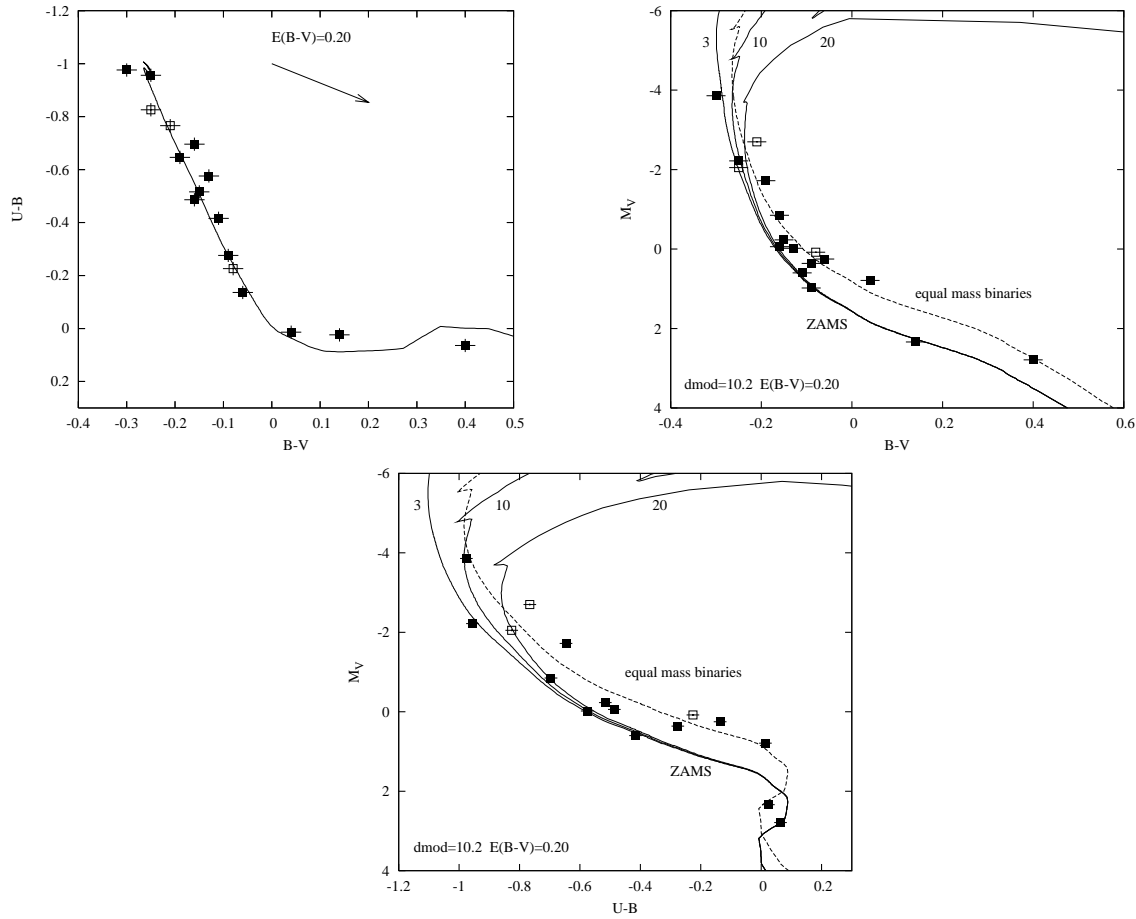 -1.2
-1
-0.8
-0.6
-0.4
-0.2
0
0.2
U-B
E(B-V)=0.20
-0.4 -0.3 -0.2 -0.1 0 0.1 0.2 0.3 0.4 0.5
B-V
-6
-4
-2
0
2
4
M_V
3 10 20
equal mass binaries
ZAMS
dmod=10.2 E(B-V)=0.20
-0.4 -0.2 0 0.2 0.4 0.6
B-V
-6
-4
-2
0
2
4
M_V
3 10 20
equal mass binaries
ZAMS
dmod=10.2 E(B-V)=0.20
-1.2 -1 -0.8 -0.6 -0.4 -0.2 0 0.2
U-B